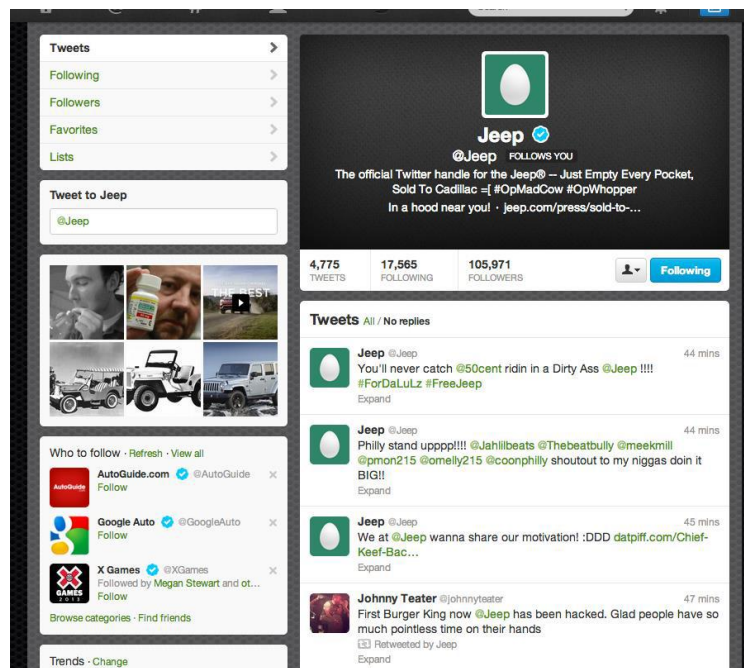 Tweets
Following
Followers
Favorites
Lists
Tweet to Jeep
@Jeep
THE BEST
Who to follow · Refresh · View all
AutoGuide.com @AutoGuide
Follow
AutoGuide
Google Auto @GoogleAuto
Follow
X Games @XGames
Followed by Megan Stewart and ot...
Follow
X
GAMES
2013
Browse categories · Find friends
Trends · Change
Jeep
@Jeep FOLLOWS YOU
The official Twitter handle for the Jeep® -- Just Empty Every Pocket,
Sold To Cadillac =[ #OpMadCow #OpWhopper
In a hood near you! · jeep.com/press/sold-to-...
4,775
TWEETS
17,565
FOLLOWING
105,971
FOLLOWERS
Following
Tweets All / No replies
Jeep @Jeep 44 mins
You'll never catch @50cent ridin in a Dirty Ass @Jeep !!!!
#ForDaLuLz #FreeJeep
Expand
Jeep @Jeep 44 mins
Philly stand upppp!!!! @Jahlilbeats @Thebeatbully @meekmill
@pmon215 @omelly215 @coonphilly shoutout to my niggas doin it
BIG!!
Expand
Jeep @Jeep 45 mins
We at @Jeep wanna share our motivation! :DDD datpiff.com/Chief-
Keef-Bac...
Expand
Johnny Teater @johnnyteater 47 mins
First Burger King now @Jeep has been hacked. Glad people have so
much pointless time on their hands
Retweeted by Jeep
Expand